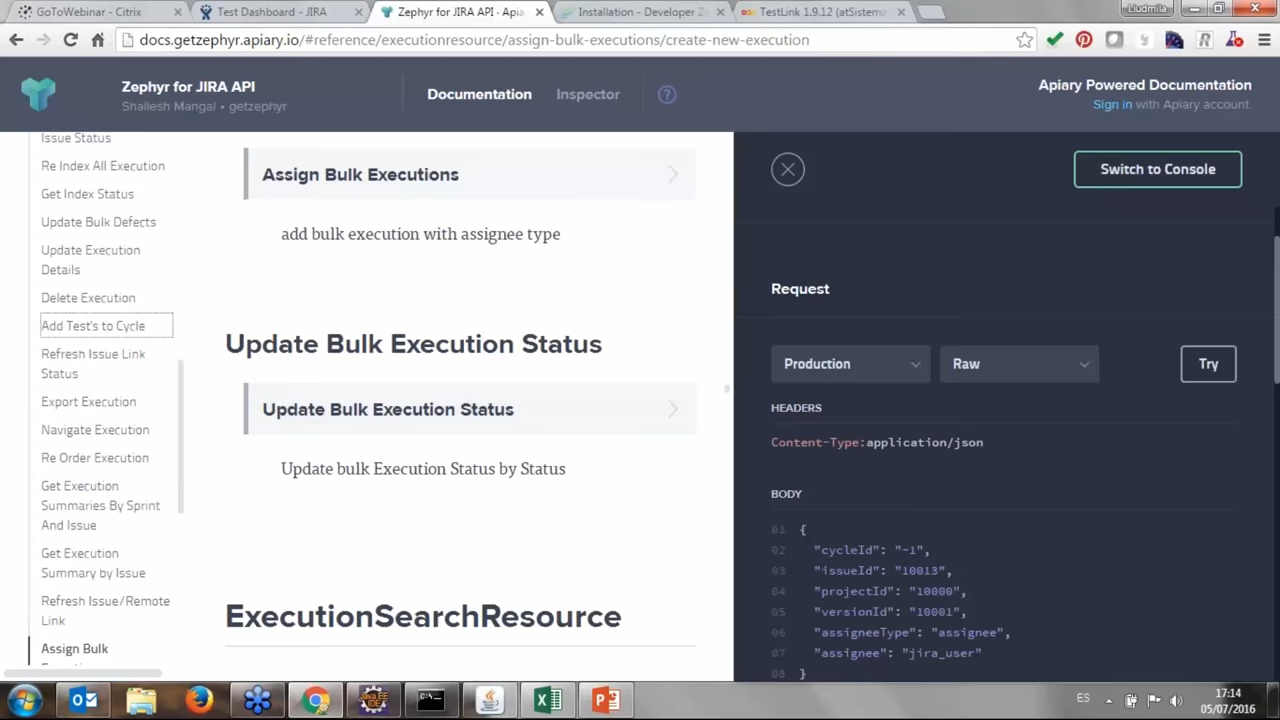 GoToWebinar - Citrix
Test Dashboard - JIRA
Zephyr for JIRA API · Apia
Installation - Developer Z
TestLink 1.9.12 (atSistema
Liudmila
docs.getzephyr.apiary.io/#reference/executionresource/assign-bulk-executions/create-new-execution
Zephyr for JIRA API
Shailesh Mangal • getzephyr
Documentation
Inspector
?
Apiary Powered Documentation
Sign in with Apiary account.
Issue Status
Re Index All Execution
Get Index Status
Update Bulk Defects
Update Execution
Details
Delete Execution
Add Test's to Cycle
Refresh Issue Link
Status
Export Execution
Navigate Execution
Re Order Execution
Get Execution
Summaries By Sprint
And Issue
Get Execution
Summary by Issue
Refresh Issue/Remote
Link
Assign Bulk
Assign Bulk Executions
add bulk execution with assignee type
Update Bulk Execution Status
Update Bulk Execution Status
Update bulk Execution Status by Status
ExecutionSearchResource
Switch to Console
Request
Production
Raw
Try
HEADERS
Content-Type:application/json
BODY
01 {
02 "cycleId": "-1",
03 "issueId": "10013",
04 "projectId": "10000",
05 "versionId": "10001",
06 "assigneeType": "assignee",
07 "assignee": "jira_user"
08 }
Java EE
IDE
ES
17:14
05/07/2016